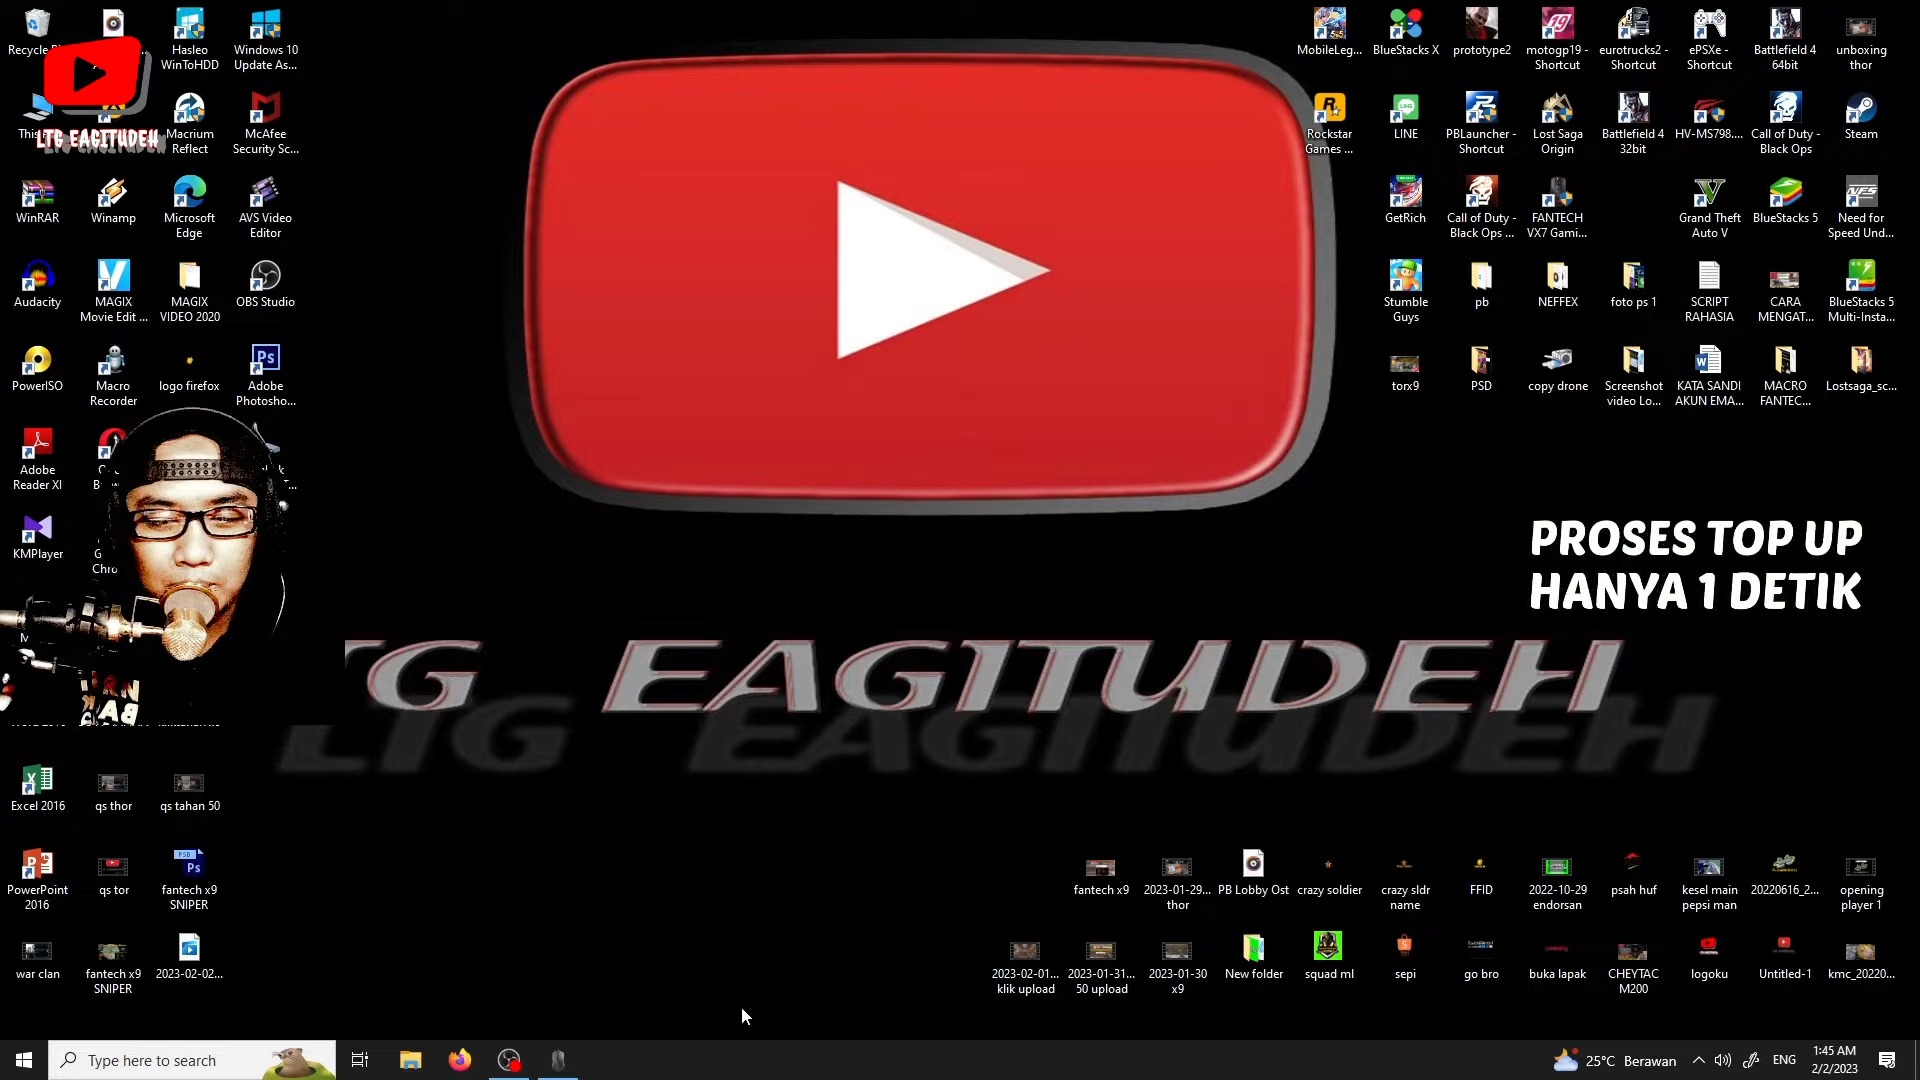 Hasleo
WinToHDD
Windows 10
Update As...
LTG EAGITUDEH
Macrium
Reflect
McAfee
Security Sc...
WinRAR
Winamp
Microsoft
Edge
AVS Video
Editor
Audacity
MAGIX
Movie Edit ...
MAGIX
VIDEO 2020
OBS Studio
PowerISO
Macro
Recorder
logo firefox
Adobe
Photosho...
Adobe
Reader XI
KMPlayer
Excel 2016
qs thor
qs tahan 50
PowerPoint
2016
qs tor
fantech x9
SNIPER
war clan
fantech x9
SNIPER
2023-02-02...
MobileLeg...
BlueStacks X
prototype2
motogp19 -
Shortcut
eurotrucks2 -
Shortcut
ePSXe -
Shortcut
Battlefield 4
64bit
unboxing
thor
Rockstar
Games ...
LINE
PBLauncher -
Shortcut
Lost Saga
Origin
Battlefield 4
32bit
HV-MS798....
Call of Duty -
Black Ops
Steam
GetRich
Call of Duty -
Black Ops ...
FANTECH
VX7 Gami...
Grand Theft
Auto V
BlueStacks 5
Need for
Speed Und...
Stumble
Guys
pb
NEFFEX
foto ps 1
SCRIPT
RAHASIA
CARA
MENGAT...
BlueStacks 5
Multi-Insta...
torx9
PSD
copy drone
Screenshot
video Lo...
KATA SANDI
AKUN EMA...
MACRO
FANTEC...
Lostsaga_sc...
PROSES TOP UP
HANYA 1 DETIK
TG EAGITUDEH
LTG EAGITUDEH
fantech x9
2023-01-29...
thor
PB Lobby Ost
crazy soldier
crazy sldr
name
FFID
2022-10-29
endorsan
psah huf
kesel main
pepsi man
20220616_2...
opening
player 1
2023-02-01...
klik upload
2023-01-31...
50 upload
2023-01-30
x9
New folder
squad ml
sepi
go bro
buka lapak
CHEYTAC
M200
logoku
Untitled-1
kmc_20220...
Type here to search
25°C Berawan
ENG
1:45 AM
2/2/2023